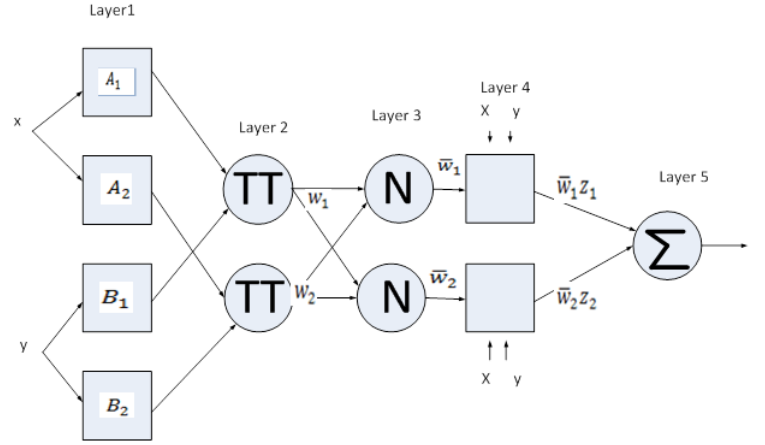 Layer1
Layer 2
Layer 3
Layer 4
Layer 5
x
y
A₁
A₂
B₁
B₂
TT
TT
w₁
W₂
N
N
w̅₁
w̅₂
X y
X y
W̅₁Z₁
W̅₂Z₂
Σ